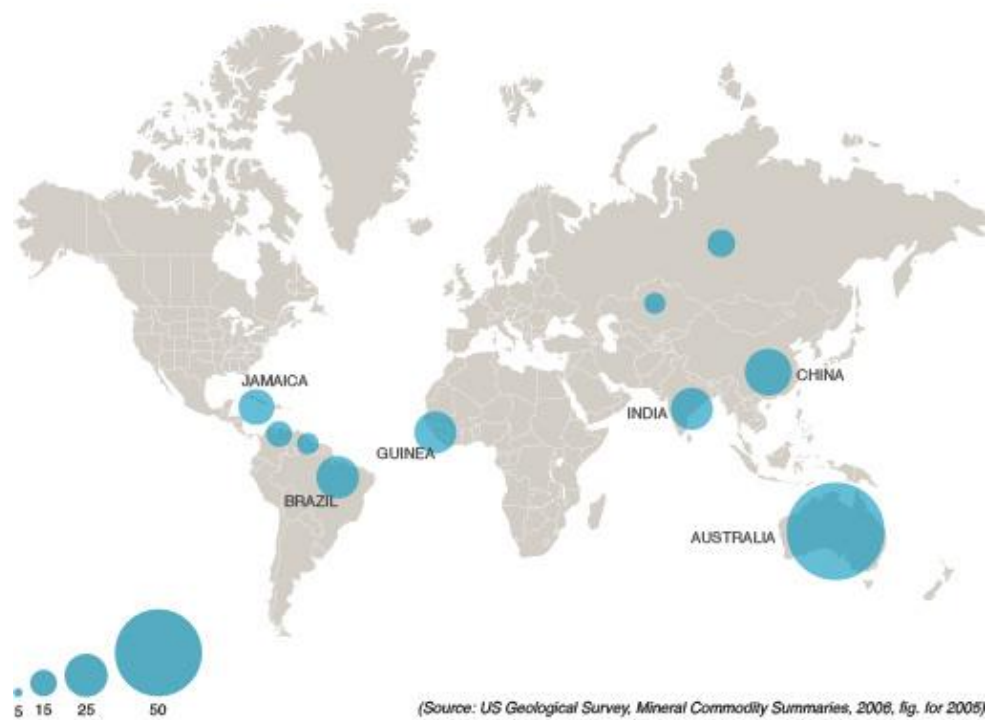 JAMAICA
CHINA
INDIA
GUINEA
BRAZIL
AUSTRALIA
5 15 25 50
(Source: US Geological Survey, Mineral Commodity Summaries, 2006, fig. for 2005)